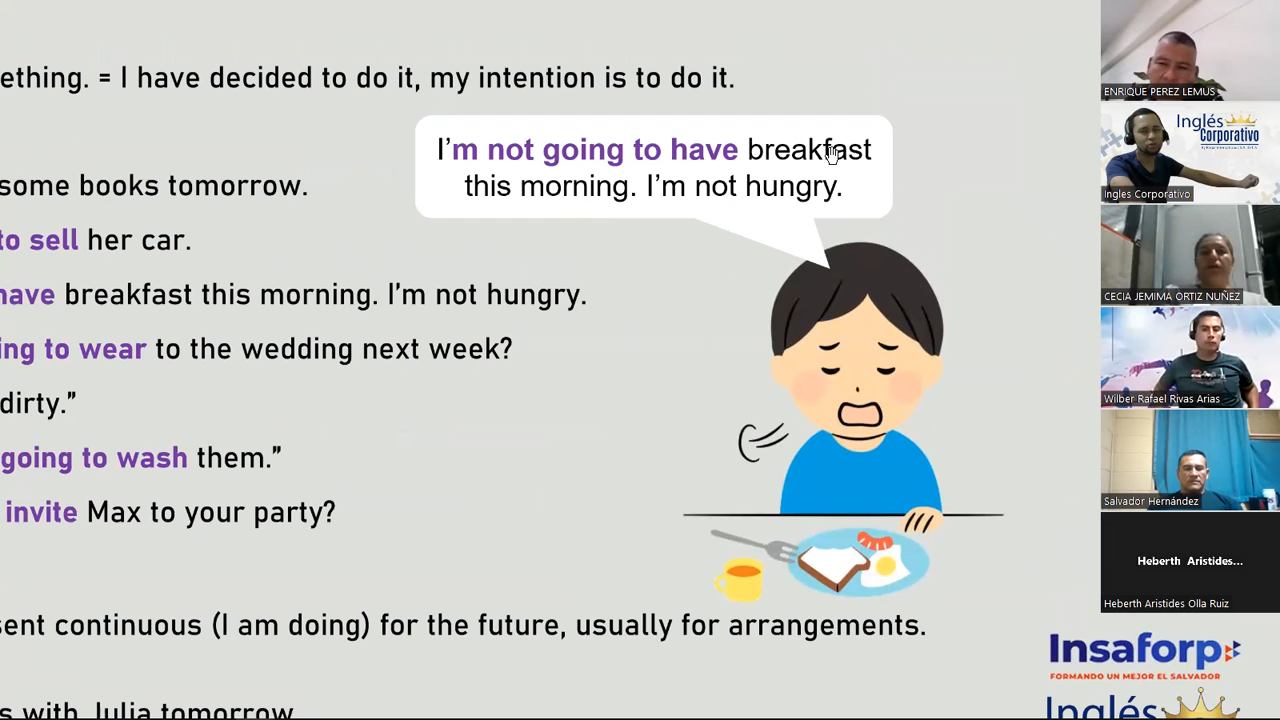 ething. = I have decided to do it, my intention is to do it.
I'm not going to have breakfast
this morning. I'm not hungry.
some books tomorrow.
to sell her car.
have breakfast this morning. I'm not hungry.
ing to wear to the wedding next week?
dirty."
going to wash them."
invite Max to your party?
sent continuous (I am doing) for the future, usually for arrangements.
s with Julia tomorrow
ENRIQUE PEREZ LEMUS
Inglés
Corporativo
Ingles Corporativo
CECIA JEMIMA ORTIZ NUÑEZ
Wilber Rafael Rivas Arias
Salvador Hernández
Heberth Aristides...
Heberth Aristides Olla Ruiz
Insaforp
FORMANDO UN MEJOR EL SALVADOR
Inglés